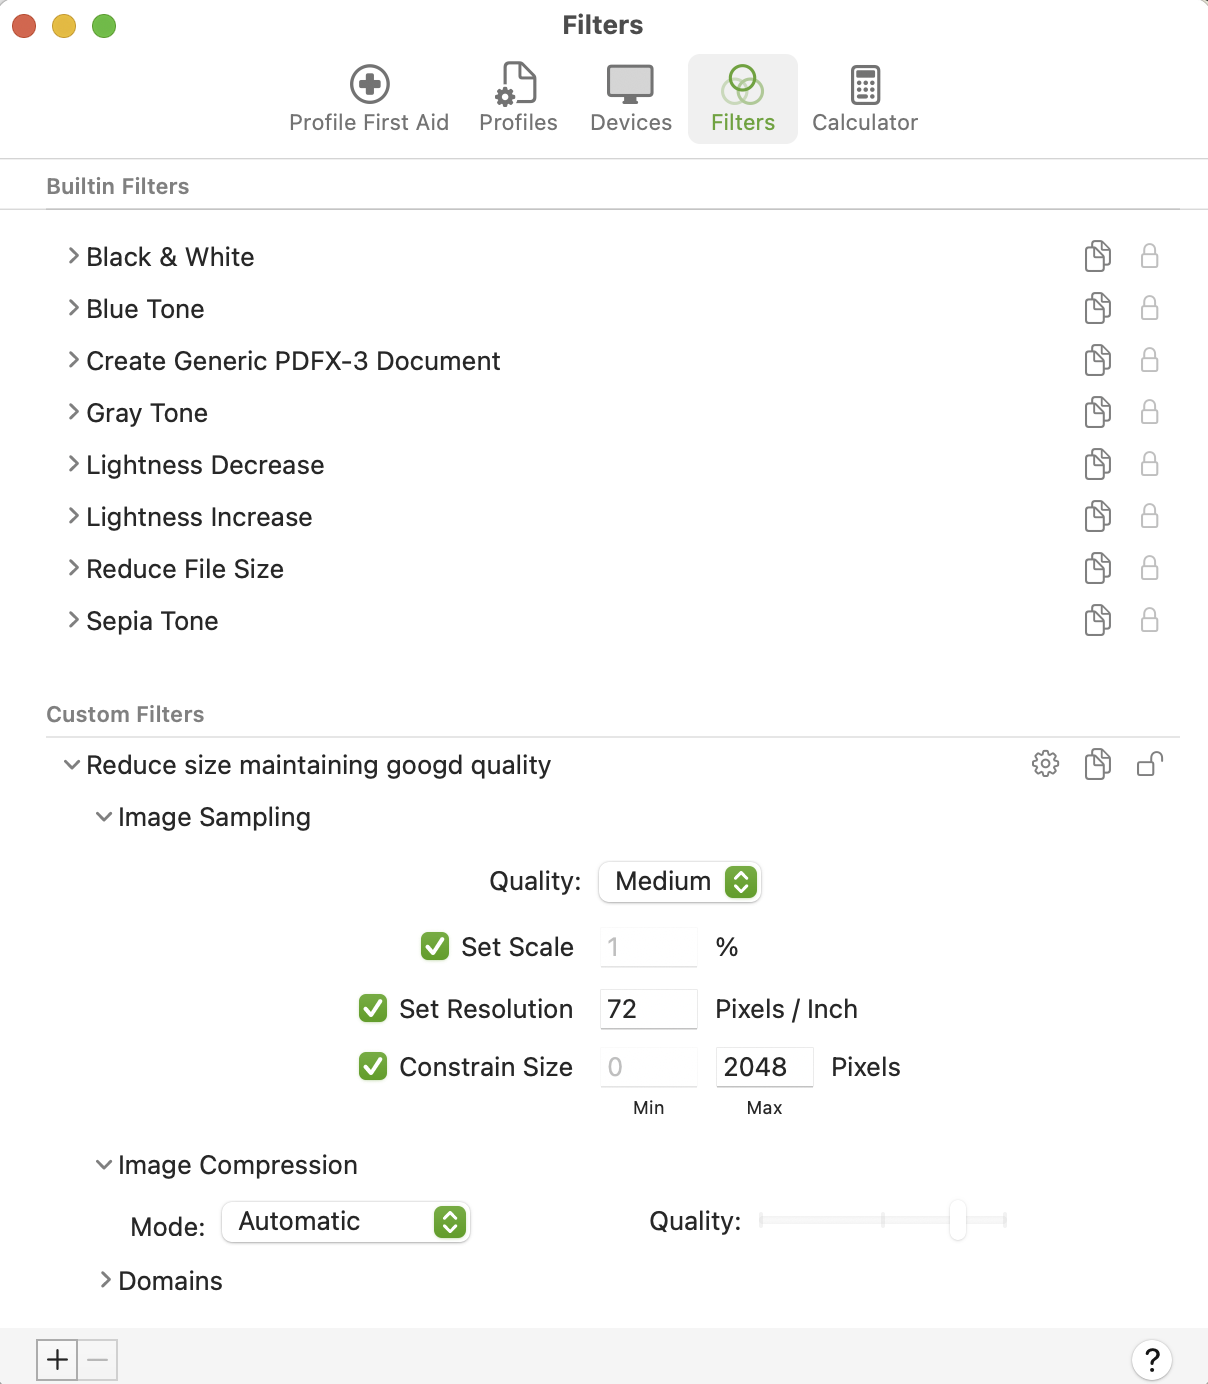 Filters
Profile First Aid Profiles Devices Filters Calculator
Builtin Filters
Black & White
Blue Tone
Create Generic PDFX-3 Document
Gray Tone
Lightness Decrease
Lightness Increase
Reduce File Size
Sepia Tone
Custom Filters
Reduce size maintaining googd quality
Image Sampling
Quality: Medium
Set Scale 1 %
Set Resolution 72 Pixels / Inch
Constrain Size 0 2048 Pixels
Min Max
Image Compression
Mode: Automatic Quality:
Domains
?